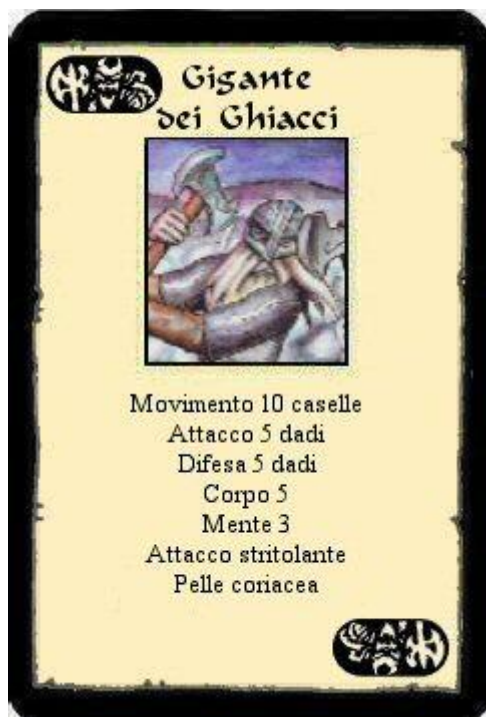 Gigante
dei Ghiacci
Movimento 10 caselle
Attacco 5 dadi
Difesa 5 dadi
Corpo 5
Mente 3
Attacco stritolante
Pelle coriacea